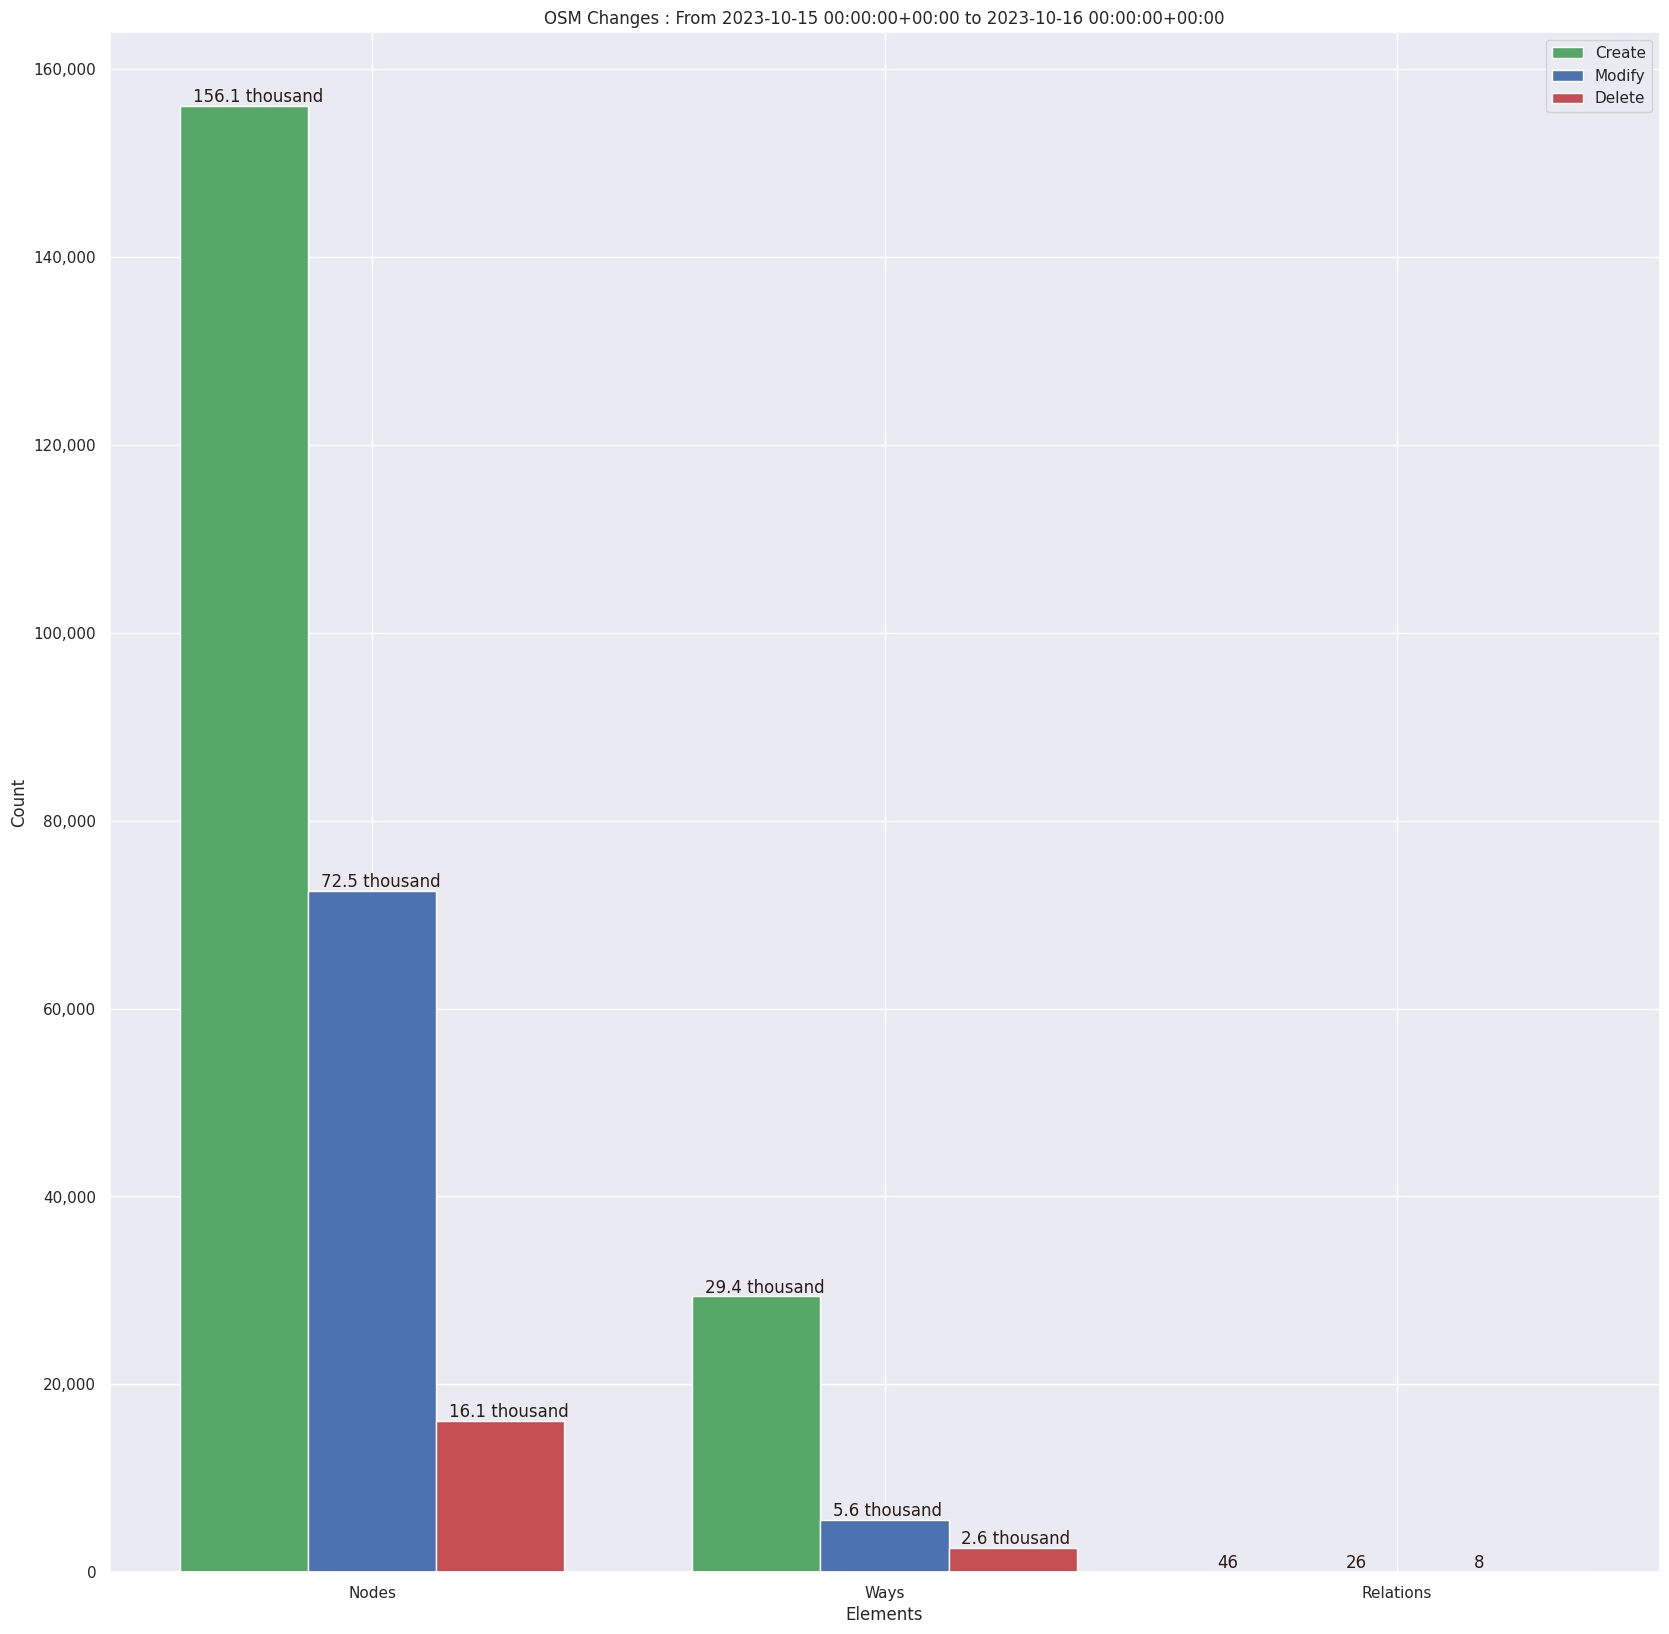 OSM Changes : From 2023-10-15 00:00:00+00:00 to 2023-10-16 00:00:00+00:00
Create
Modify
Delete
Count
160,000
140,000
120,000
100,000
80,000
60,000
40,000
20,000
0
156.1 thousand
72.5 thousand
16.1 thousand
29.4 thousand
5.6 thousand
2.6 thousand
46
26
8
Nodes
Ways
Relations
Elements